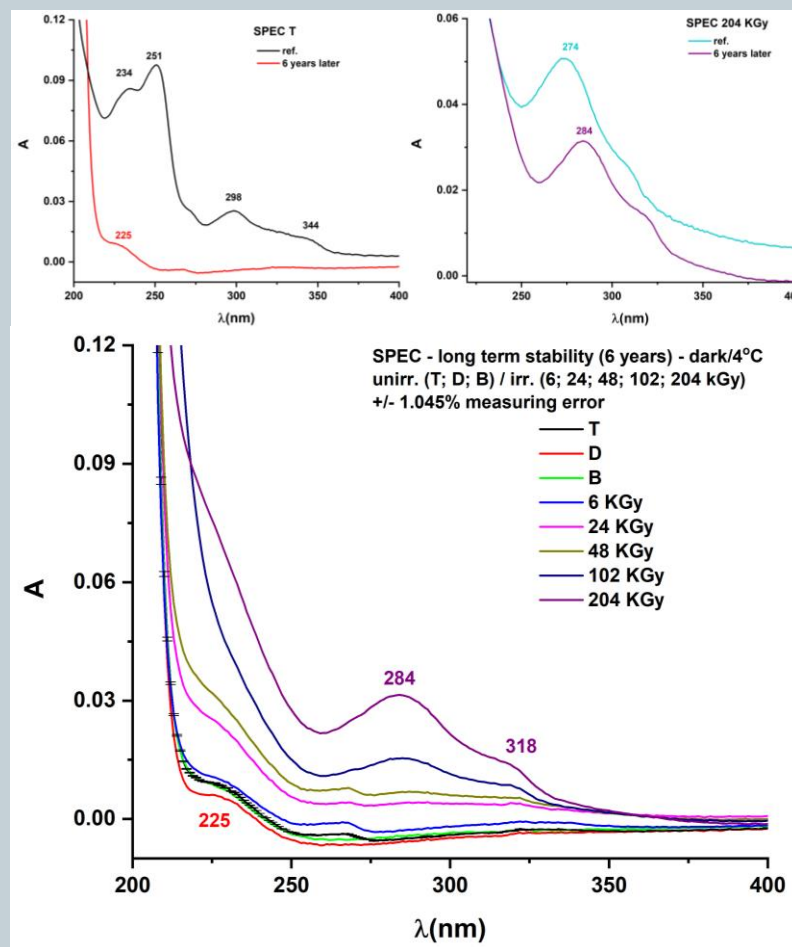 SPEC T
ref.
6 years later
234
251
298
344
225
0.12
0.09
0.06
0.03
0.00
A
200
250
300
350
400
λ(nm)
SPEC 204 KGy
ref.
6 years later
274
284
0.06
0.04
0.02
0.00
A
250
300
350
400
λ(nm)
SPEC - long term stability (6 years) - dark/4°C
unirr. (T; D; B) / irr. (6; 24; 48; 102; 204 kGy)
+/- 1.045% measuring error
T
D
B
6 KGy
24 KGy
48 KGy
102 KGy
204 KGy
284
318
225
0.12
0.09
0.06
0.03
0.00
A
200
250
300
350
400
λ(nm)